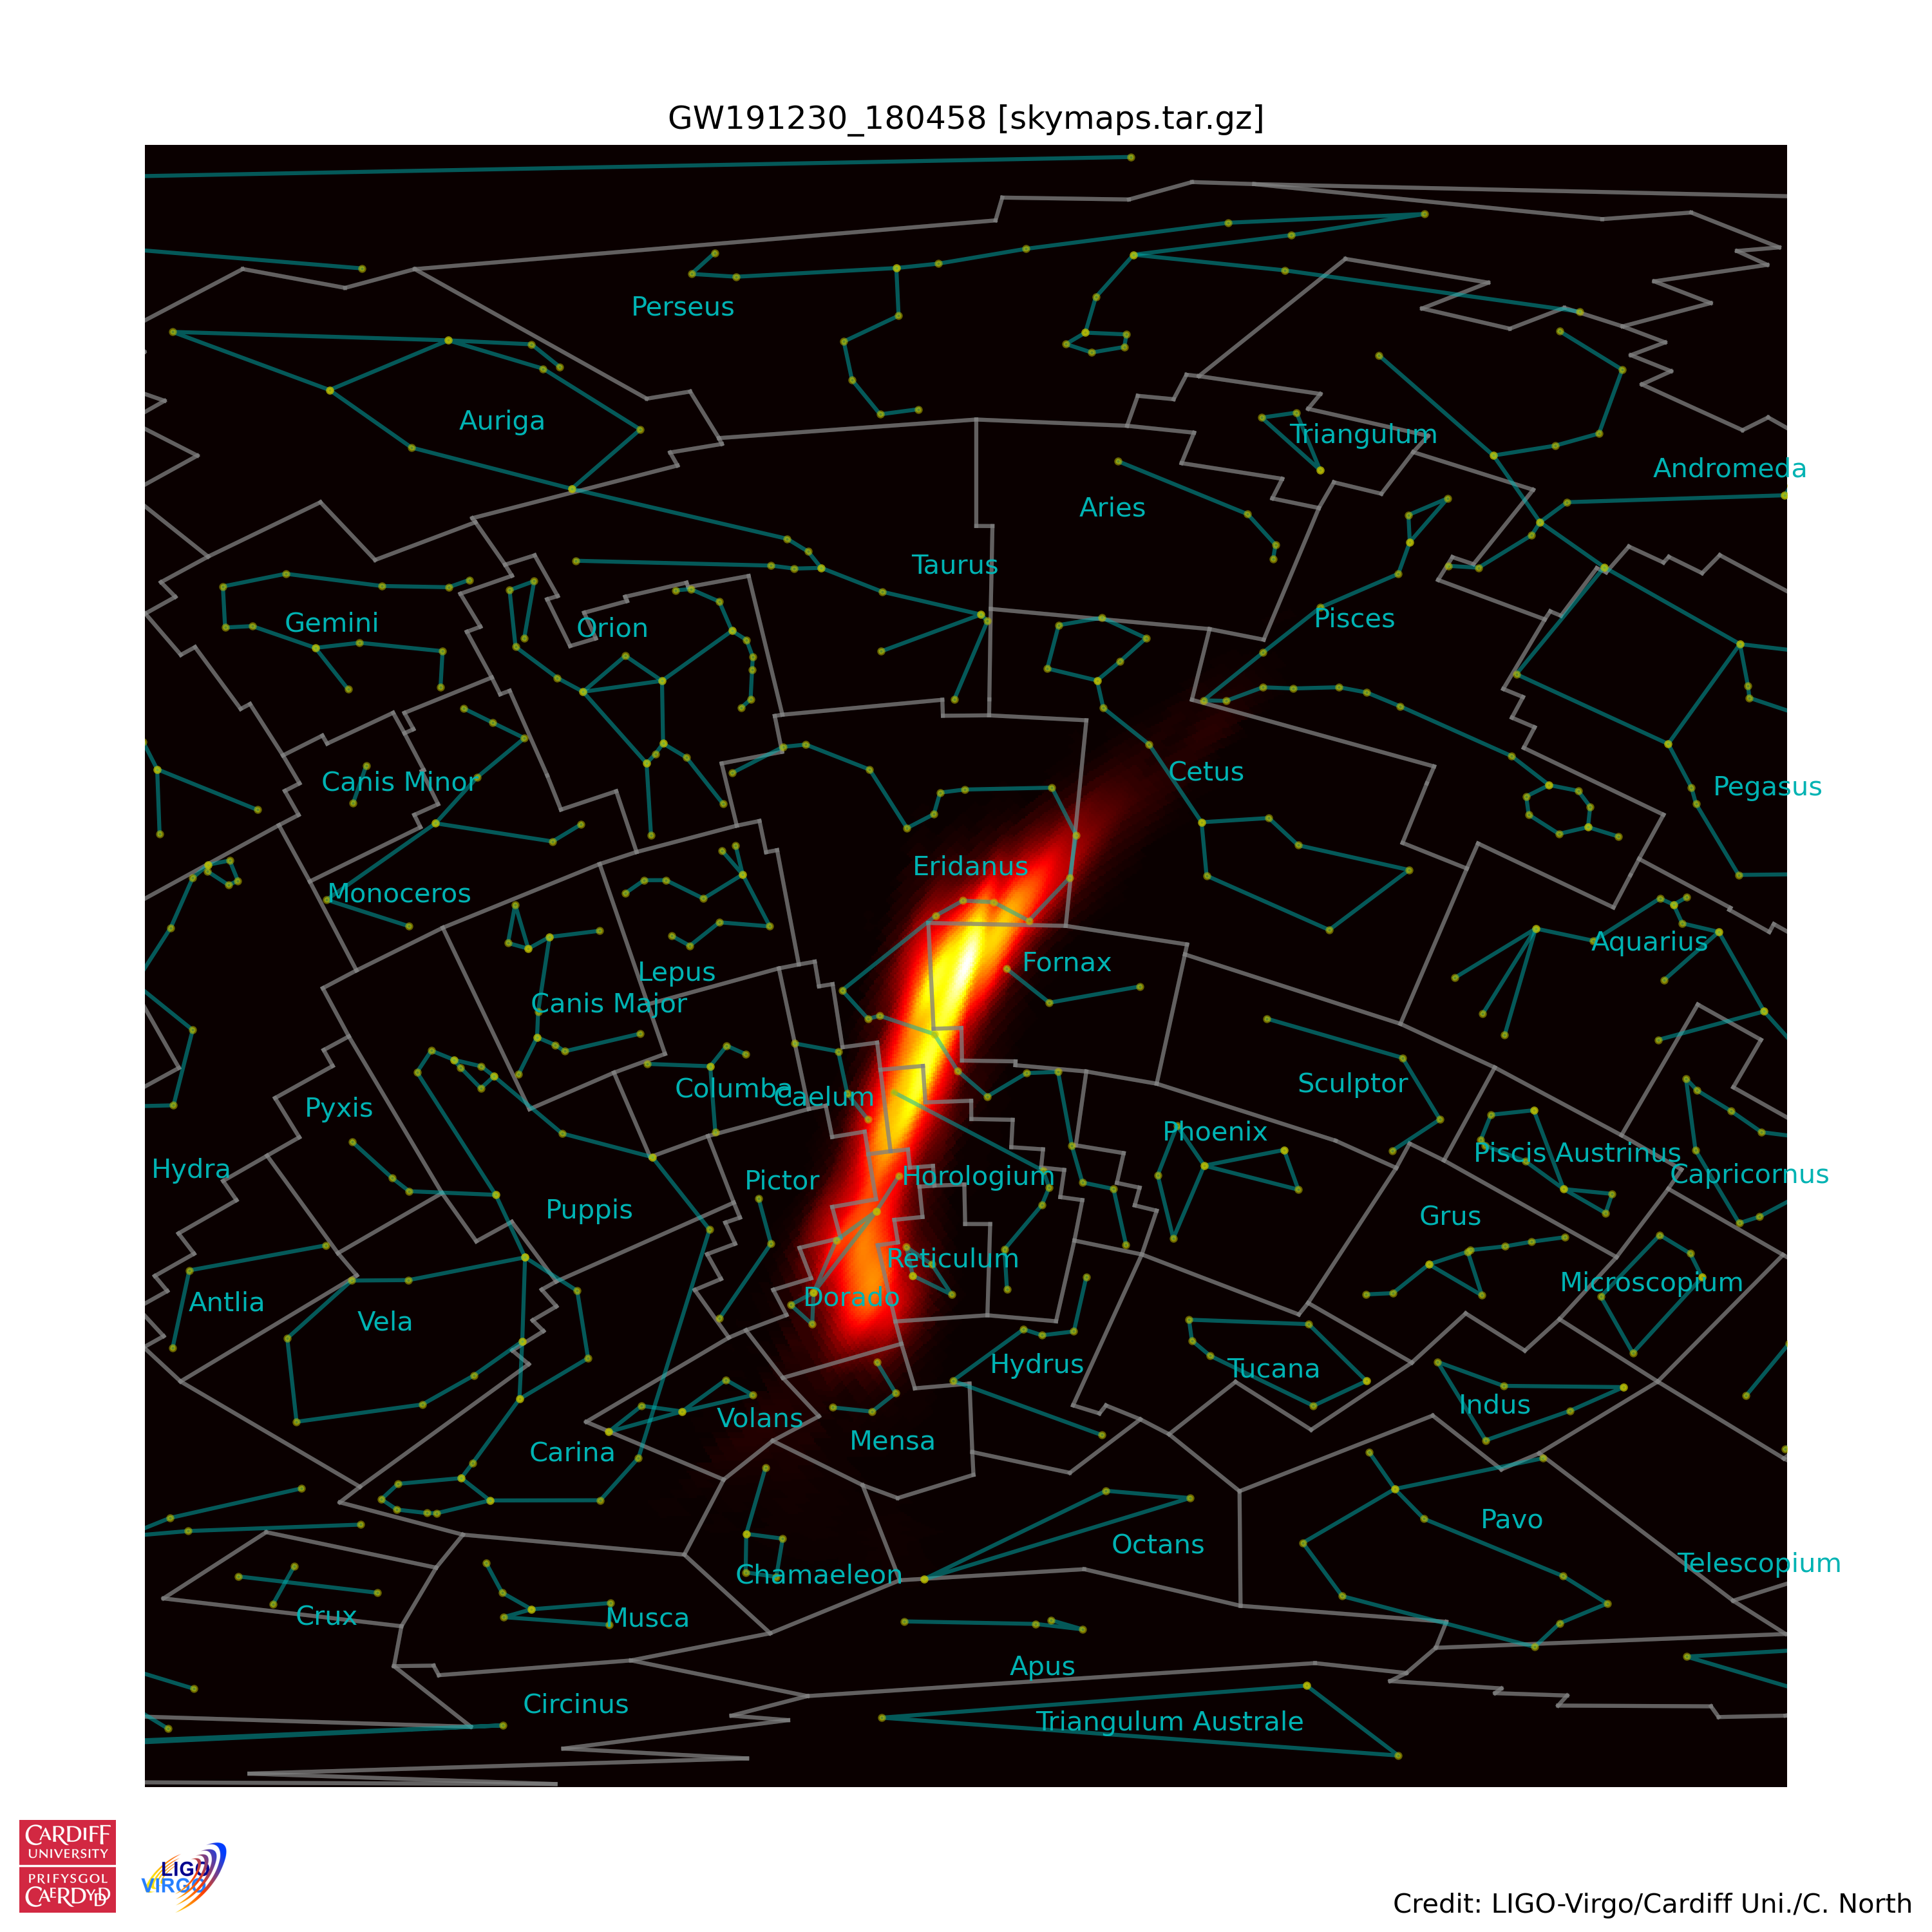 GW191230_180458 [skymaps.tar.gz]
Perseus
Auriga
Triangulum
Andromeda
Aries
Taurus
Gemini
Orion
Pisces
Canis Minor
Cetus
Pegasus
Eridanus
Monoceros
Aquarius
Lepus
Fornax
Canis Major
Columba
Caelum
Sculptor
Pyxis
Phoenix
Piscis Austrinus
Hydra
Pictor
Horologium
Capricornus
Puppis
Grus
Reticulum
Antlia
Dorado
Microscopium
Vela
Hydrus
Tucana
Indus
Volans
Carina
Mensa
Pavo
Octans
Telescopium
Chamaeleon
Crux
Musca
Apus
Circinus
Triangulum Australe
CARDIFF
UNIVERSITY
PRIFYSGOL
CAERDYDD
LIGO
VIRGO
Credit: LIGO-Virgo/Cardiff Uni./C. North